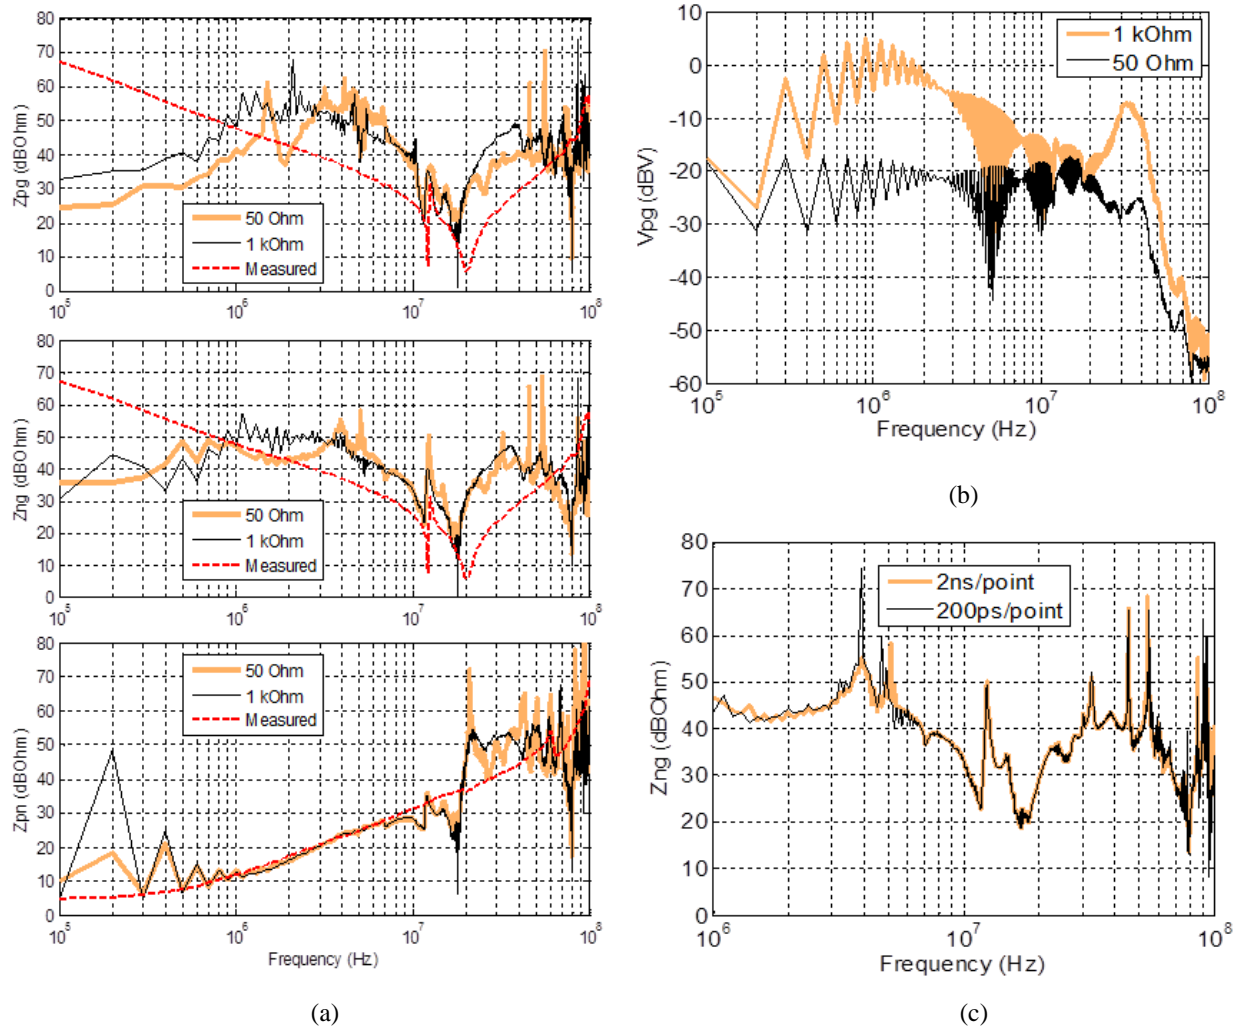 80
70
60
50
40
30
20
10
0
Zpg (dBOhm)
50 Ohm
1 kOhm
Measured
10^5
10^6
10^7
10^8
80
70
60
50
40
30
20
10
0
Zng (dBOhm)
50 Ohm
1 kOhm
Measured
10^5
10^6
10^7
10^8
80
70
60
50
40
30
20
10
0
Zpn (dBOhm)
50 Ohm
1 kOhm
Measured
10^5
10^6
10^7
10^8
Frequency (Hz)
(a)
10
0
-10
-20
-30
-40
-50
-60
Vpg (dBV)
1 kOhm
50 Ohm
10^5
10^6
10^7
10^8
Frequency (Hz)
(b)
80
70
60
50
40
30
20
10
0
Zng (dBOhm)
2ns/point
200ps/point
10^6
10^7
10^8
Frequency (Hz)
(c)